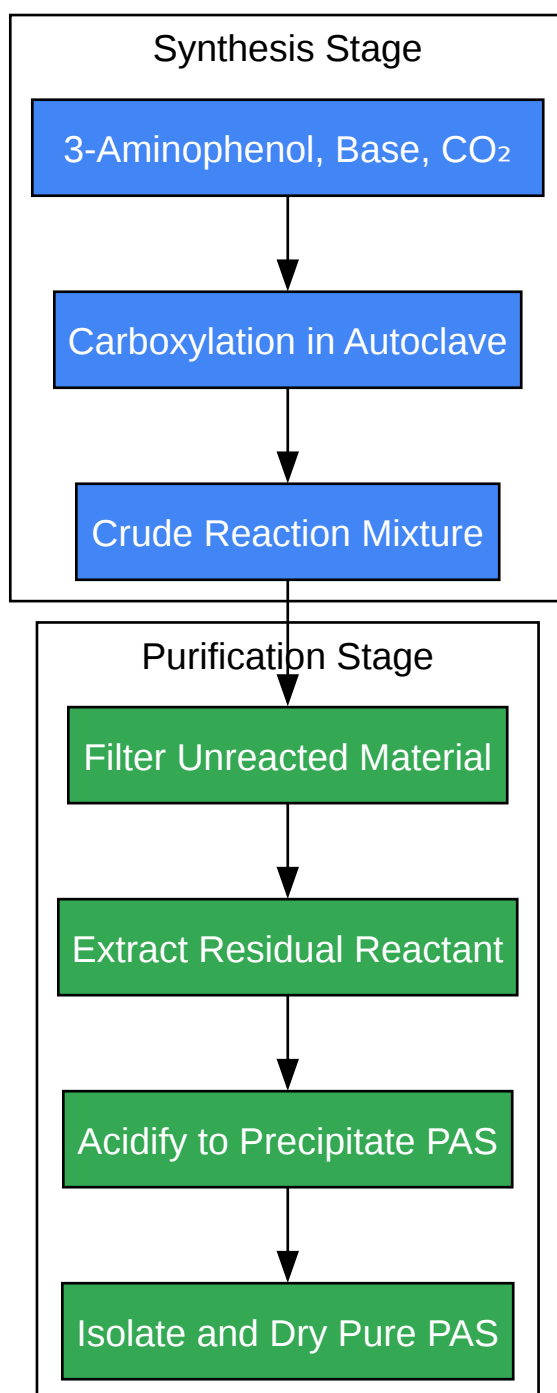 Synthesis Stage
3-Aminophenol, Base, CO₂
Carboxylation in Autoclave
Crude Reaction Mixture
Purification Stage
Filter Unreacted Material
Extract Residual Reactant
Acidify to Precipitate PAS
Isolate and Dry Pure PAS